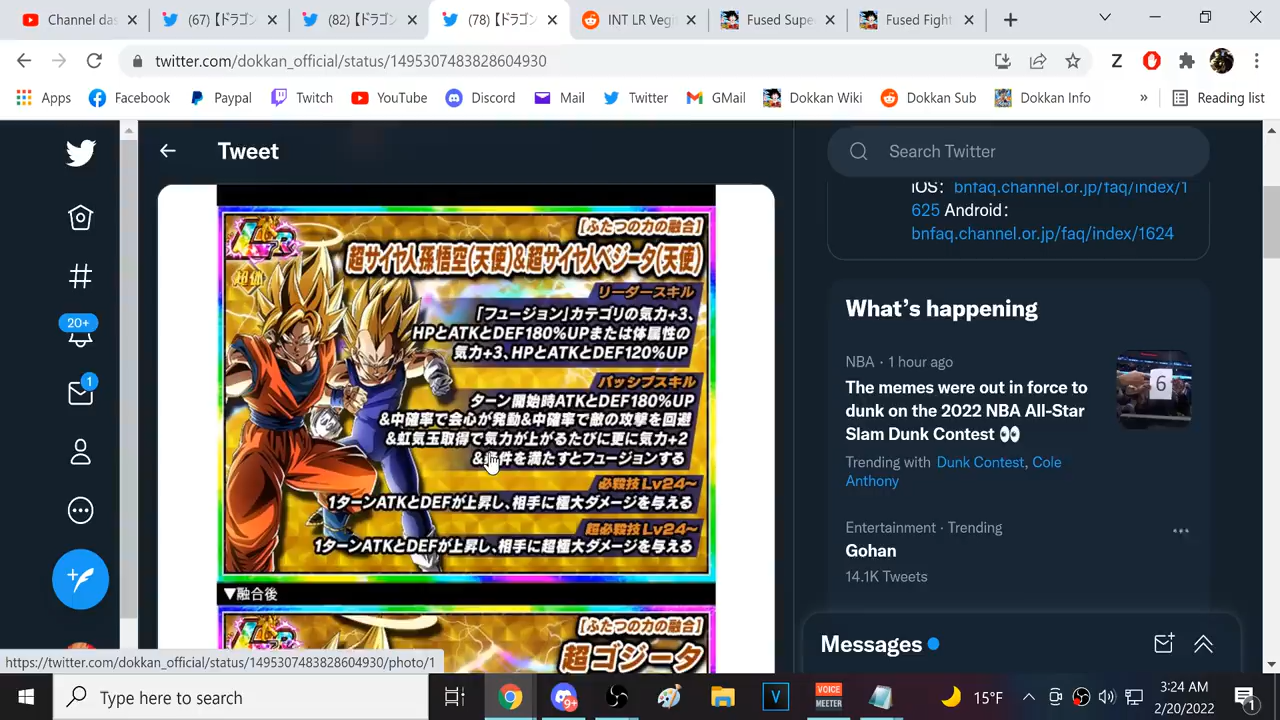 Channel das
(67)【ドラゴン
(82)【ドラゴン
(78)【ドラゴン
INT LR Vegi
Fused Supe
Fused Fight
twitter.com/dokkan_official/status/1495307483828604930
Apps
Facebook
Paypal
Twitch
YouTube
Discord
Mail
Twitter
GMail
Dokkan Wiki
Dokkan Sub
Dokkan Info
»
Reading list
Tweet
Search Twitter
iOS： bnfaq.channel.or.jp/faq/index/1
625 Android：
bnfaq.channel.or.jp/faq/index/1624
LR
超体
[ふたつの力の融合]
超サイヤ人孫悟空(天使)&超サイヤ人ベジータ(天使)
リーダースキル
「フュージョン」カテゴリの気力+3、
HPとATKとDEF180%UPまたは体属性の
気力+3、HPとATKとDEF120%UP
パッシブスキル
ターン開始時ATKとDEF180%UP
&中確率で会心が発動&中確率で敵の攻撃を回避
&虹気玉取得で気力が上がるたびに更に気力+2
&条件を満たすとフュージョンする
必殺技Lv24~
1ターンATKとDEFが上昇し、相手に極大ダメージを与える
超必殺技Lv24~
1ターンATKとDEFが上昇し、相手に超極大ダメージを与える
▼融合後
LR
[ふたつの力の融合]
超ゴジータ
What's happening
NBA · 1 hour ago
The memes were out in force to
dunk on the 2022 NBA All-Star
Slam Dunk Contest
6
Trending with Dunk Contest, Cole
Anthony
Entertainment · Trending
Gohan
14.1K Tweets
20+
1
Messages
https://twitter.com/dokkan_official/status/1495307483828604930/photo/1
Type here to search
9+
V
VOICE
MEETER
15°F
3:24 AM
2/20/2022
1